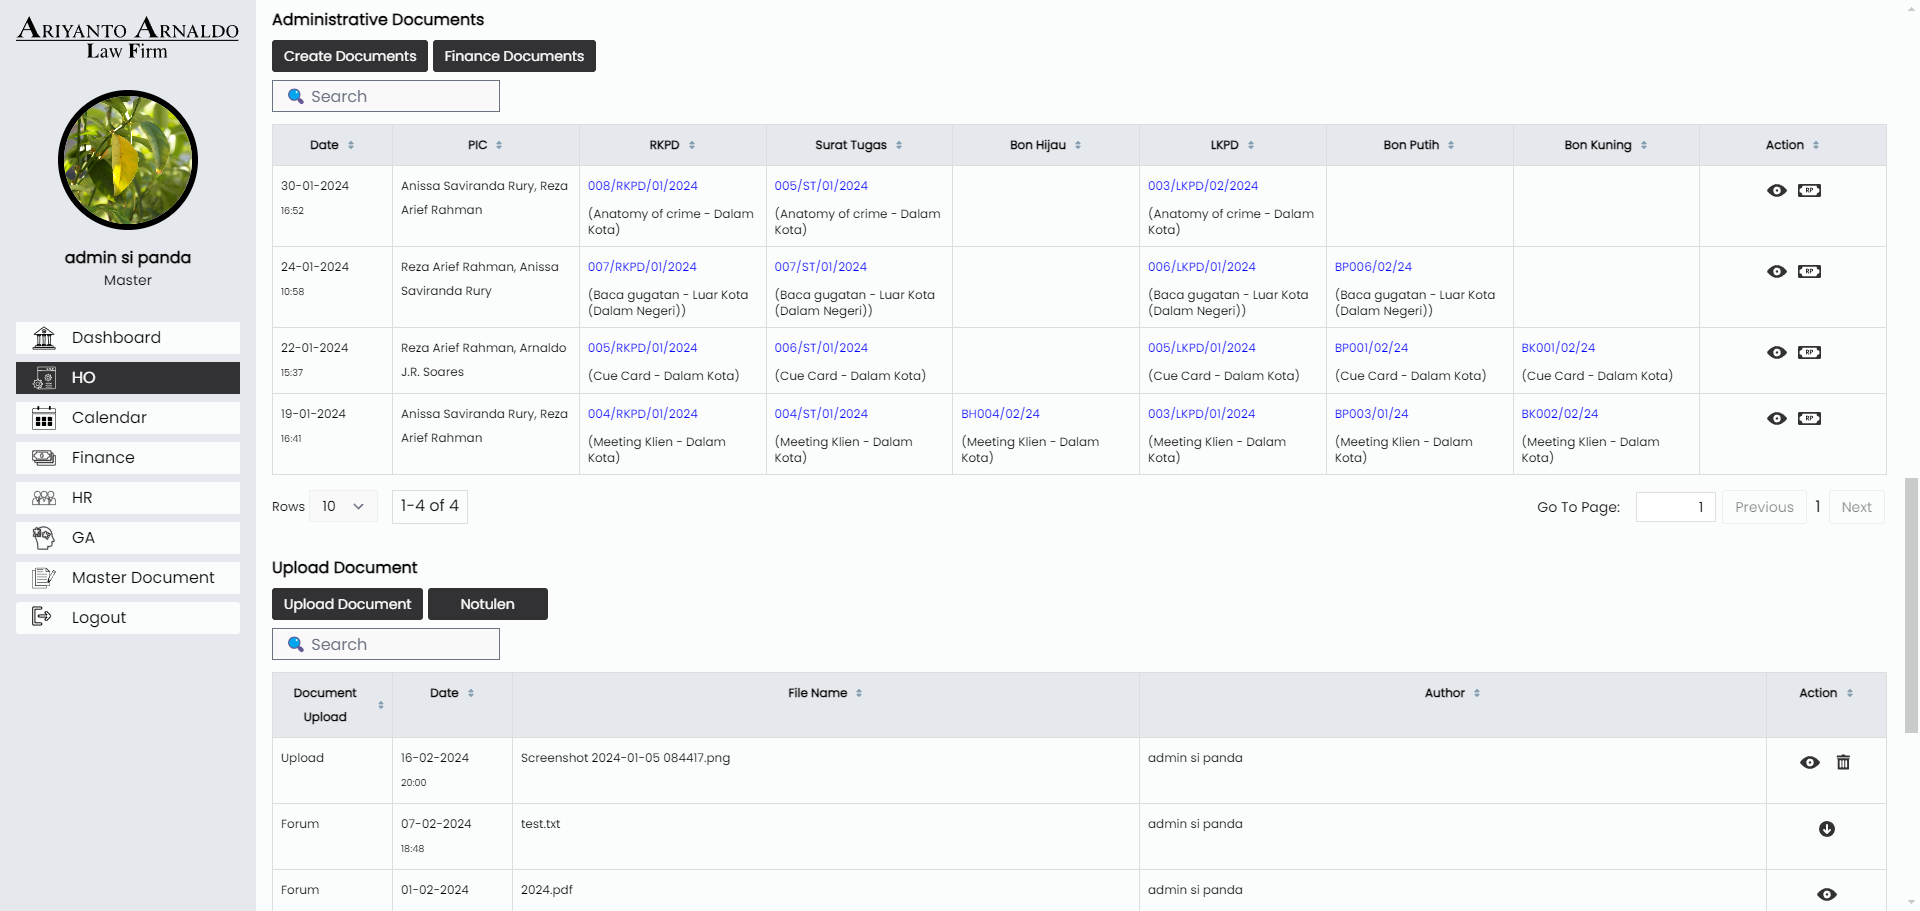 ARIYANTO ARNALDO
Law Firm
admin si panda
Master
Dashboard
HO
Calendar
Finance
HR
GA
Master Document
Logout
Administrative Documents
Create Documents Finance Documents
Search
Date PIC RKPD Surat Tugas Bon Hijau LKPD Bon Putih Bon Kuning Action
30-01-2024 Anissa Saviranda Rury, Reza 008/RKPD/01/2024 005/ST/01/2024 003/LKPD/02/2024
16:52 Arief Rahman (Anatomy of crime - Dalam (Anatomy of crime - Dalam (Anatomy of crime - Dalam
Kota) Kota) Kota)
RP
24-01-2024 Reza Arief Rahman, Anissa 007/RKPD/01/2024 007/ST/01/2024 006/LKPD/01/2024 BP006/02/24
10:58 Saviranda Rury (Baca gugatan - Luar Kota (Baca gugatan - Luar Kota (Baca gugatan - Luar Kota (Baca gugatan - Luar Kota
(Dalam Negeri)) (Dalam Negeri)) (Dalam Negeri)) (Dalam Negeri))
RP
22-01-2024 Reza Arief Rahman, Arnaldo 005/RKPD/01/2024 006/ST/01/2024 005/LKPD/01/2024 BP001/02/24 BK001/02/24
15:37 J.R. Soares (Cue Card - Dalam Kota) (Cue Card - Dalam Kota) (Cue Card - Dalam Kota) (Cue Card - Dalam Kota) (Cue Card - Dalam Kota)
RP
19-01-2024 Anissa Saviranda Rury, Reza 004/RKPD/01/2024 004/ST/01/2024 BH004/02/24 003/LKPD/01/2024 BP003/01/24 BK002/02/24
16:41 Arief Rahman (Meeting Klien - Dalam (Meeting Klien - Dalam (Meeting Klien - Dalam (Meeting Klien - Dalam (Meeting Klien - Dalam (Meeting Klien - Dalam
Kota) Kota) Kota) Kota) Kota) Kota)
RP
Rows 10 1-4 of 4 Go To Page: 1 Previous 1 Next
Upload Document
Upload Document Notulen
Search
Document Date File Name Author Action
Upload
Upload 16-02-2024 Screenshot 2024-01-05 084417.png admin si panda
20:00
Forum 07-02-2024 test.txt admin si panda
18:48
Forum 01-02-2024 2024.pdf admin si panda